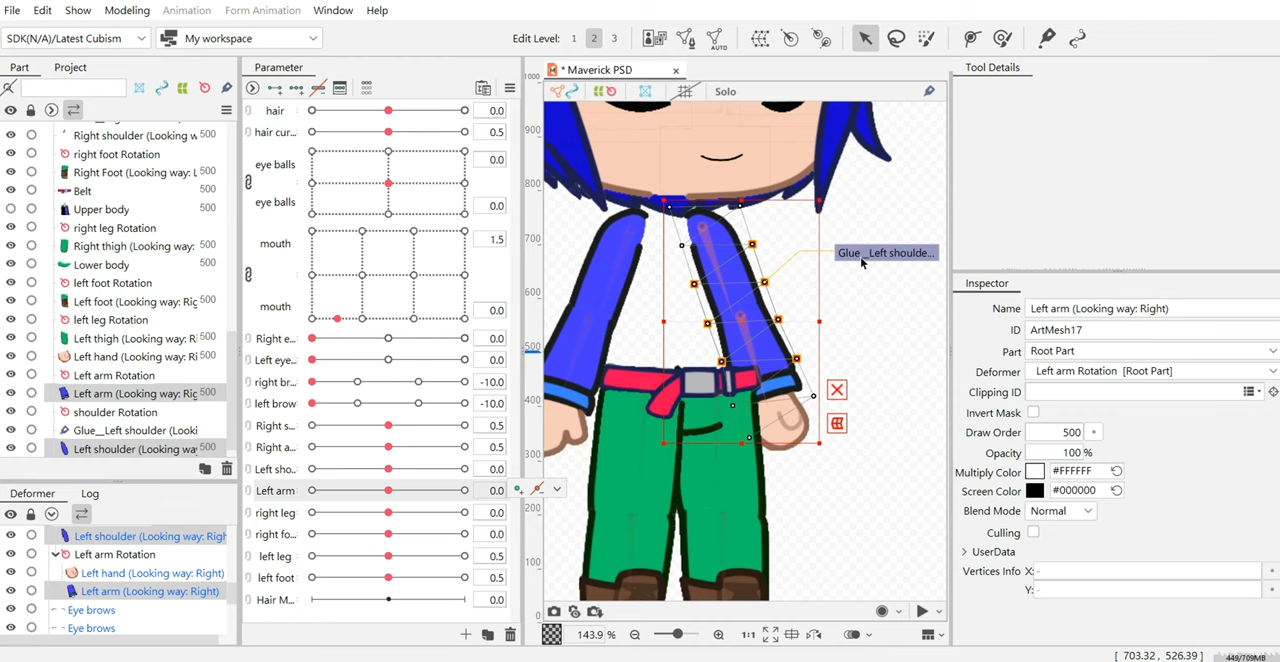 File Edit Show Modeling Animation Form Animation Window Help
SDK(N/A)/Latest Cubism My workspace Edit Level: 1 2 3 AUTO
Part Project
500
Right shoulder (Looking w
right foot Rotation
Right Foot (Looking way: L 500
Belt 500
Upper body 500
right leg Rotation
Right thigh (Looking way: 500
Lower body 500
left foot Rotation
Left foot (Looking way: Rig 500
left leg Rotation
Left thigh (Looking way: Ri 500
Left hand (Looking way: Ri 500
Left arm Rotation
Left arm (Looking way: Rig 500
shoulder Rotation
Glue__Left shoulder (Looki
Left shoulder (Looking wa 500
Deformer Log
Left shoulder (Looking way: Righ
Left arm Rotation
Left hand (Looking way: Right)
Left arm (Looking way: Right)
Eye brows
Eye brows
Parameter
hair 0.0
hair cur... 0.5
eye balls 0.0
eye balls 0.0
mouth 1.5
mouth 0.0
Right e... 0.0
Left eye... 0.0
right br... -10.0
left brow -10.0
Right s... 0.0
Right a... 0.0
Left sho... 0.0
Left arm 0.0
right leg 0.0
right fo... 0.0
left leg 0.5
left foot 0.5
Hair M... 0.0
* Maverick PSD
Solo
1000
900
800
700
600
500
400
300
200
100
0
Glue _Left shoulde...
143.9 % 1:1
Tool Details
Inspector
Name Left arm (Looking way: Right)
ID ArtMesh17
Part Root Part
Deformer Left arm Rotation [Root Part]
Clipping ID
Invert Mask
Draw Order 500
Opacity 100 %
Multiply Color #FFFFFF
Screen Color #000000
Blend Mode Normal
Culling
UserData
Vertices Info X: -
Y: -
[ 703.32 , 526.39 ] 449/709MB